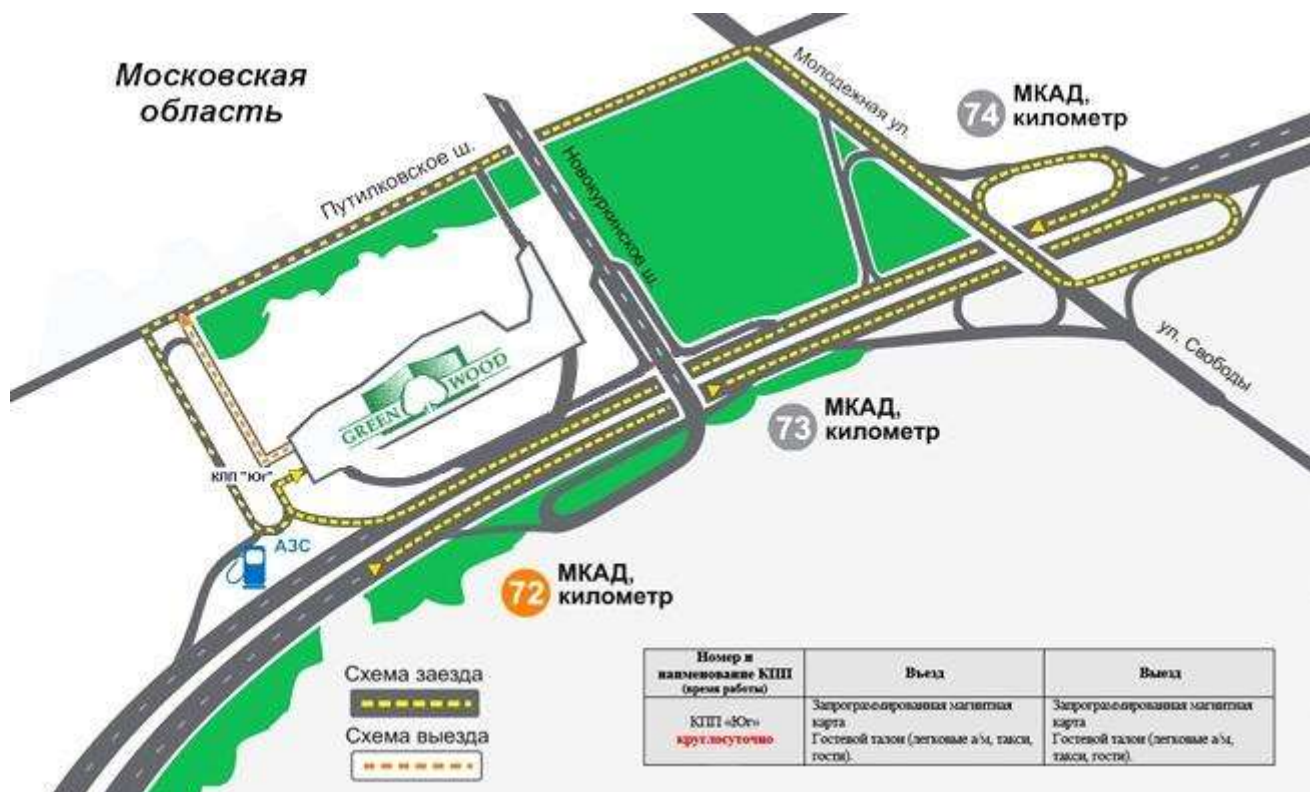 Московская
область
Молодежная ул.
74
МКАД,
километр
Путилковское ш.
Новокуркинское ш.
GREEN WOOD
ул. Свободы
73
МКАД,
километр
КПП "Юг"
АЗС
72
МКАД,
километр
Схема заезда
Схема выезда
Номер и
наименование КПП
(время работы)
Въезд
Выезд
КПП «Юг»
круглосуточно
Запрограммированная магнитная
карта
Гостевой талон (легковые а/м, такси,
гости).
Запрограммированная магнитная
карта
Гостевой талон (легковые а/м,
такси, гости).